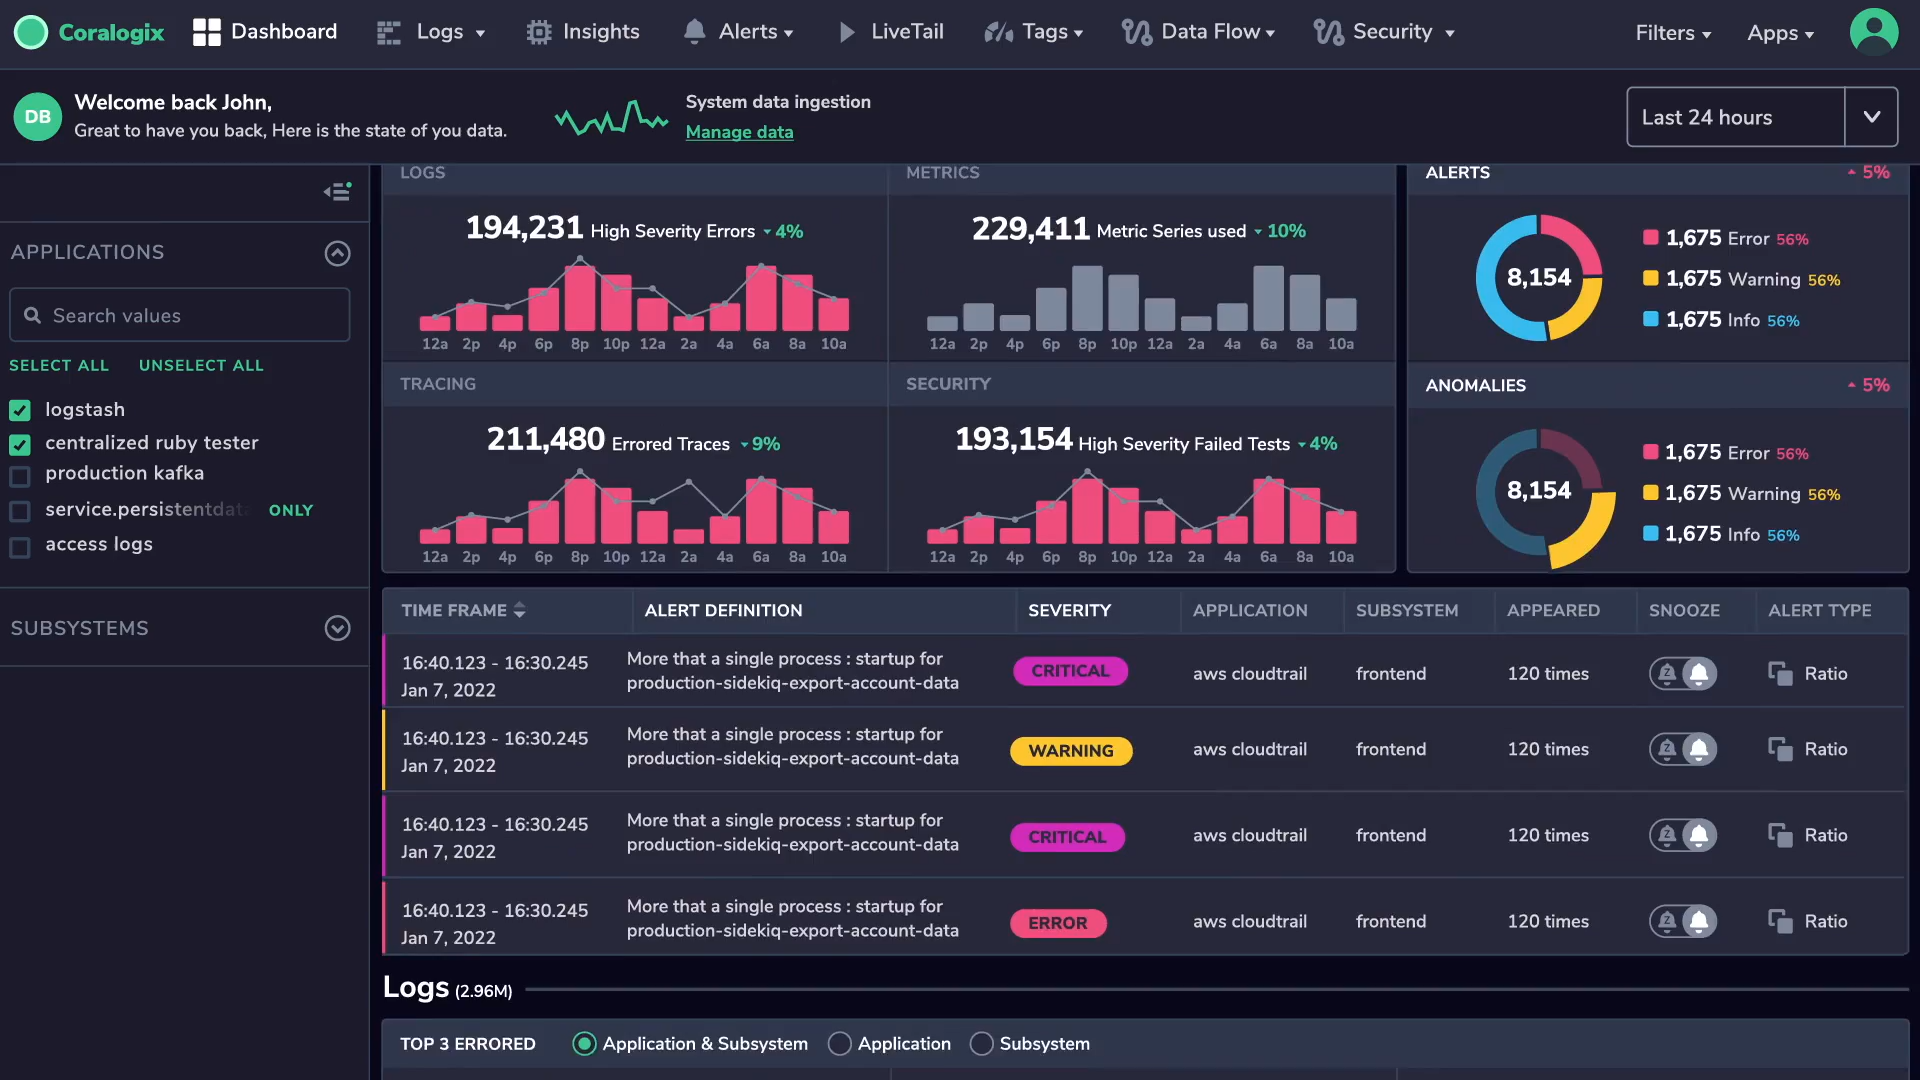 Coralogix Dashboard Logs Insights Alerts LiveTail Tags Data Flow Security Filters Apps
DB
Welcome back John,
Great to have you back, Here is the state of you data.
System data ingestion
Manage data
Last 24 hours
APPLICATIONS
Search values
SELECT ALL UNSELECT ALL
logstash
centralized ruby tester
production kafka
service.persistentdata ONLY
access logs
SUBSYSTEMS
LOGS
194,231 High Severity Errors 4%
12a 2p 4p 6p 8p 10p 12a 2a 4a 6a 8a 10a
METRICS
229,411 Metric Series used 10%
12a 2p 4p 6p 8p 10p 12a 2a 4a 6a 8a 10a
ALERTS 5%
8,154
1,675 Error 56%
1,675 Warning 56%
1,675 Info 56%
TRACING
211,480 Errored Traces 9%
12a 2p 4p 6p 8p 10p 12a 2a 4a 6a 8a 10a
SECURITY
193,154 High Severity Failed Tests 4%
12a 2p 4p 6p 8p 10p 12a 2a 4a 6a 8a 10a
ANOMALIES 5%
8,154
1,675 Error 56%
1,675 Warning 56%
1,675 Info 56%
TIME FRAME ALERT DEFINITION SEVERITY APPLICATION SUBSYSTEM APPEARED SNOOZE ALERT TYPE
16:40.123 - 16:30.245
Jan 7, 2022
More that a single process : startup for
production-sidekiq-export-account-data
CRITICAL aws cloudtrail frontend 120 times Z Ratio
16:40.123 - 16:30.245
Jan 7, 2022
More that a single process : startup for
production-sidekiq-export-account-data
WARNING aws cloudtrail frontend 120 times Z Ratio
16:40.123 - 16:30.245
Jan 7, 2022
More that a single process : startup for
production-sidekiq-export-account-data
CRITICAL aws cloudtrail frontend 120 times Z Ratio
16:40.123 - 16:30.245
Jan 7, 2022
More that a single process : startup for
production-sidekiq-export-account-data
ERROR aws cloudtrail frontend 120 times Z Ratio
Logs (2.96M)
TOP 3 ERRORED Application & Subsystem Application Subsystem